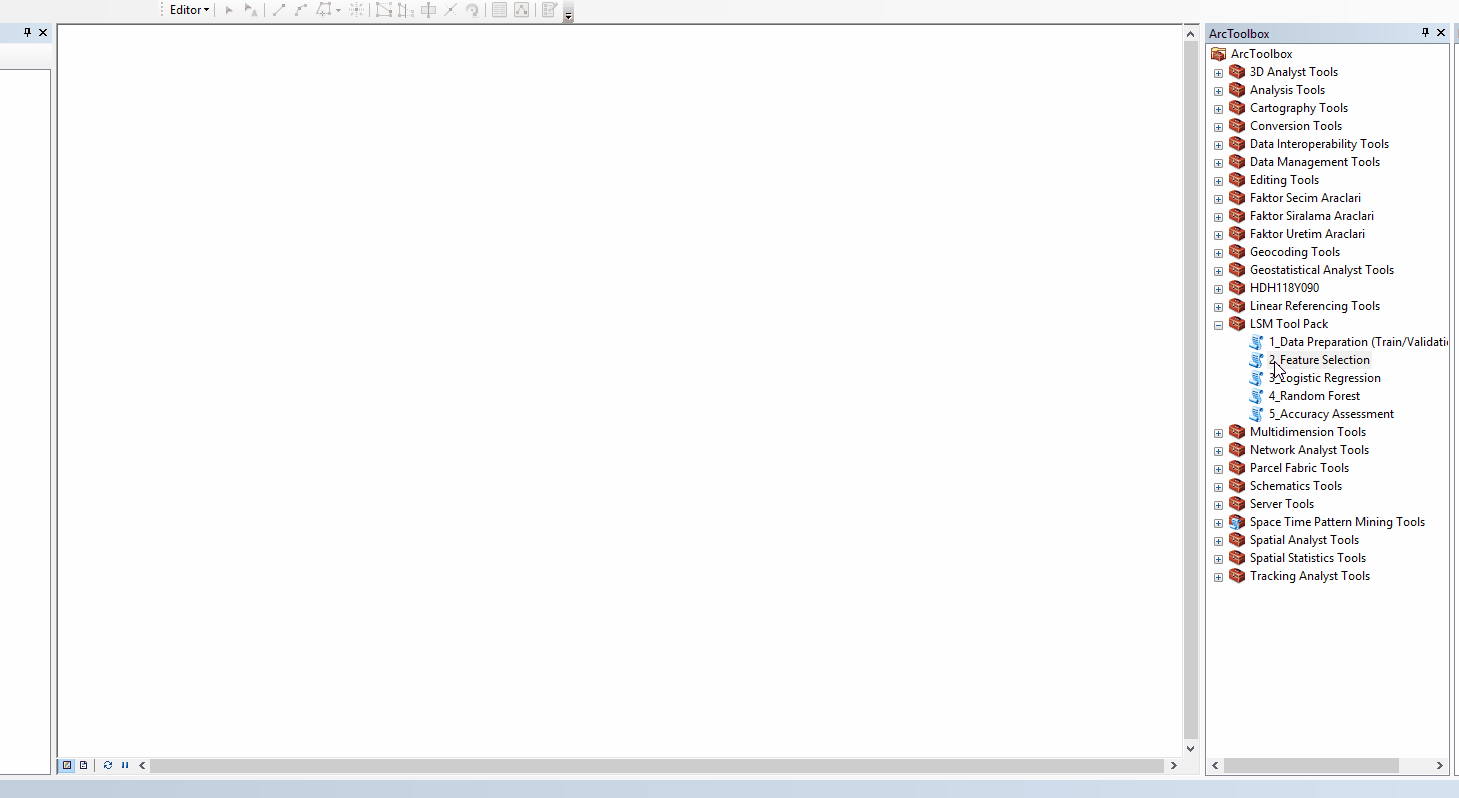 Editor
ArcToolbox
ArcToolbox
3D Analyst Tools
Analysis Tools
Cartography Tools
Conversion Tools
Data Interoperability Tools
Data Management Tools
Editing Tools
Faktor Secim Araclari
Faktor Siralama Araclari
Faktor Uretim Araclari
Geocoding Tools
Geostatistical Analyst Tools
HDH118Y090
Linear Referencing Tools
LSM Tool Pack
1_Data Preparation (Train/Validati
2_Feature Selection
3_Logistic Regression
4_Random Forest
5_Accuracy Assessment
Multidimension Tools
Network Analyst Tools
Parcel Fabric Tools
Schematics Tools
Server Tools
Space Time Pattern Mining Tools
Spatial Analyst Tools
Spatial Statistics Tools
Tracking Analyst Tools